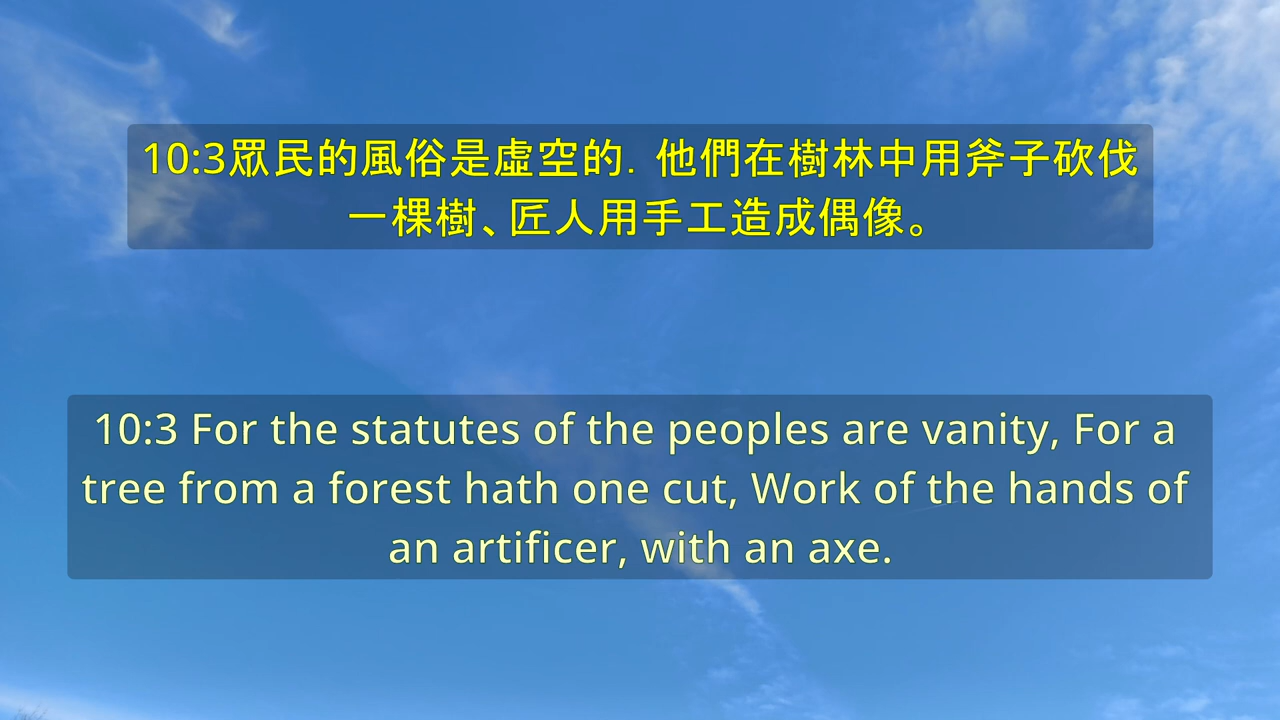 10:3眾民的風俗是虛空的．他們在樹林中用斧子砍伐
一棵樹、匠人用手工造成偶像。
10:3 For the statutes of the peoples are vanity, For a
tree from a forest hath one cut, Work of the hands of
an artificer, with an axe.